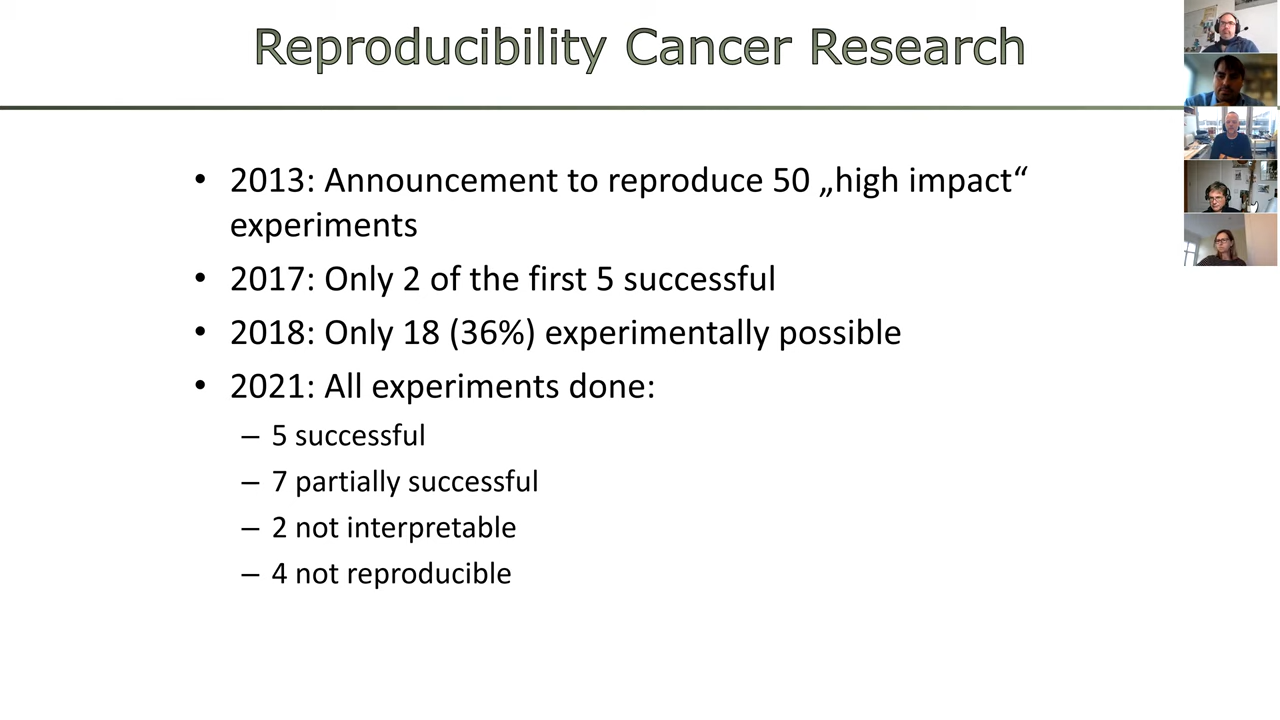 Reproducibility Cancer Research
• 2013: Announcement to reproduce 50 „high impact“
experiments
• 2017: Only 2 of the first 5 successful
• 2018: Only 18 (36%) experimentally possible
• 2021: All experiments done:
– 5 successful
– 7 partially successful
– 2 not interpretable
– 4 not reproducible